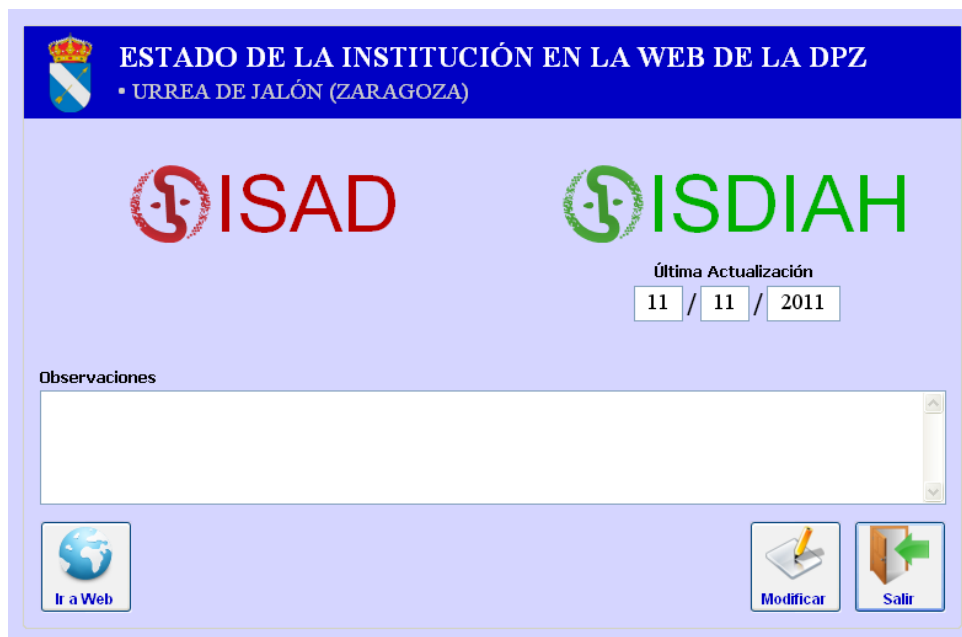 ESTADO DE LA INSTITUCIÓN EN LA WEB DE LA DPZ
• URREA DE JALÓN (ZARAGOZA)
ISAD
ISDIAH
Última Actualización
11 / 11 / 2011
Observaciones
Ir a Web
Modificar
Salir